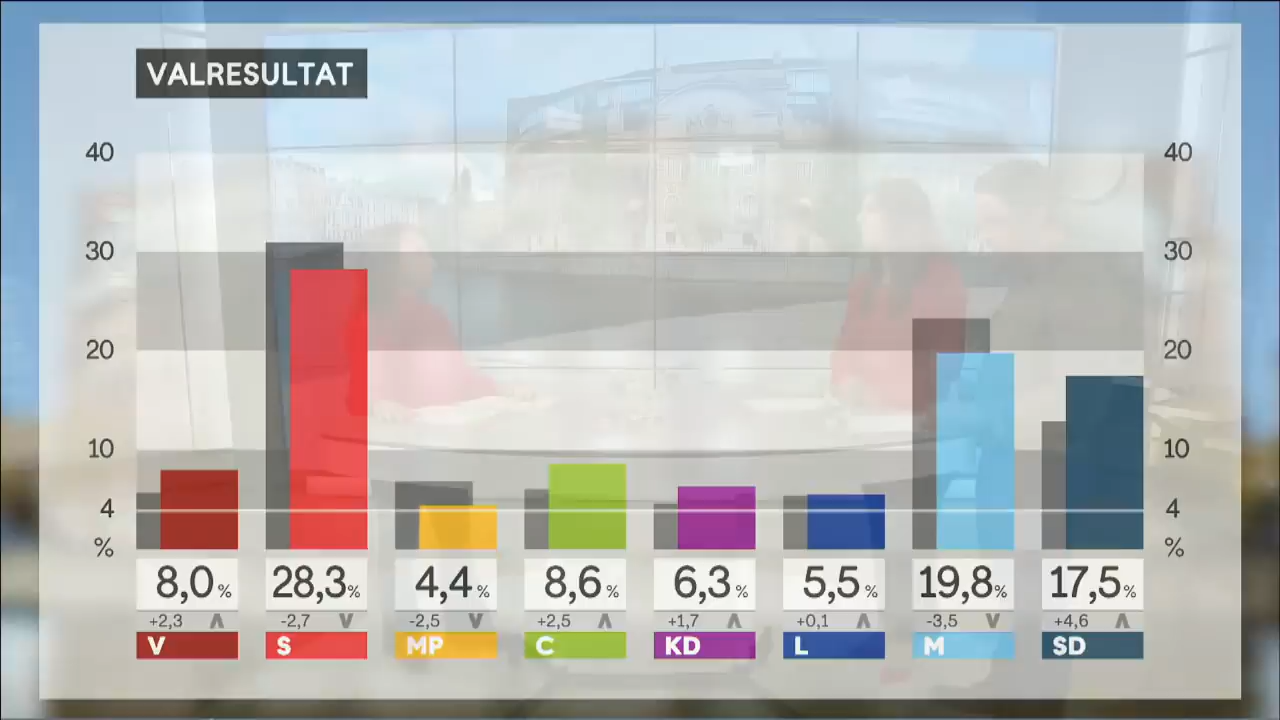 VALRESULTAT
40 40
30 30
20 20
10 10
4 4
% %
8,0% 28,3% 4,4% 8,6% 6,3% 5,5% 19,8% 17,5%
+2,3 -2,7 -2,5 +2,5 +1,7 +0,1 -3,5 +4,6
V S MP C KD L M SD